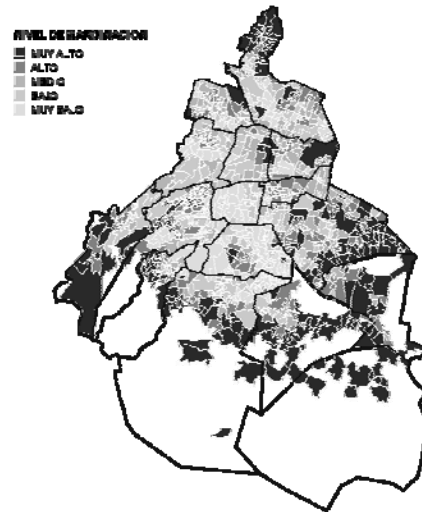 NIVEL DE MARGINACION
MUY ALTO
ALTO
MEDIO
BAJO
MUY BAJO